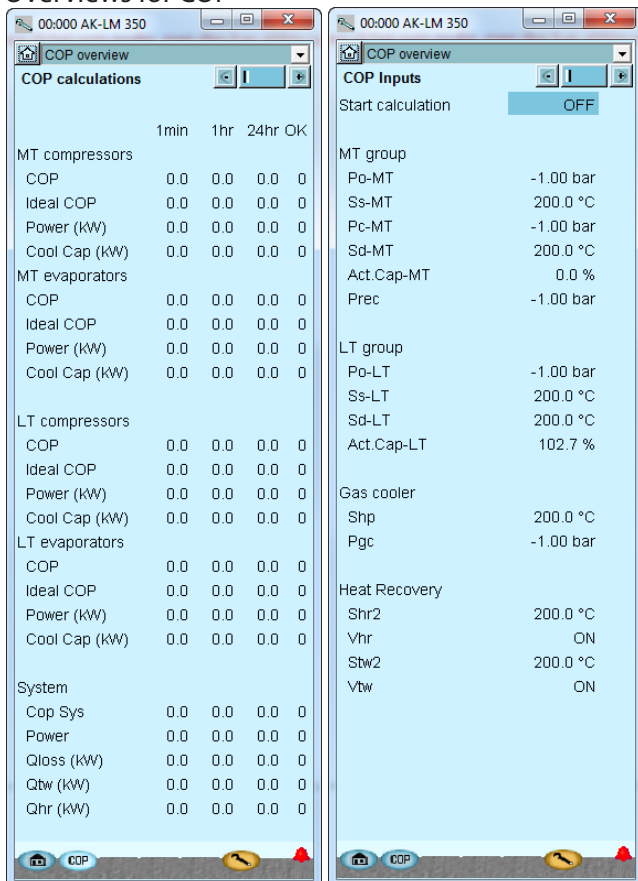 Overviews for COP
00:000 AK-LM 350
COP overview
COP calculations
1min 1hr 24hr OK
MT compressors
COP 0.0 0.0 0.0 0
Ideal COP 0.0 0.0 0.0 0
Power (kW) 0.0 0.0 0.0 0
Cool Cap (kW) 0.0 0.0 0.0 0
MT evaporators
COP 0.0 0.0 0.0 0
Ideal COP 0.0 0.0 0.0 0
Power (kW) 0.0 0.0 0.0 0
Cool Cap (kW) 0.0 0.0 0.0 0
LT compressors
COP 0.0 0.0 0.0 0
Ideal COP 0.0 0.0 0.0 0
Power (kW) 0.0 0.0 0.0 0
Cool Cap (kW) 0.0 0.0 0.0 0
LT evaporators
COP 0.0 0.0 0.0 0
Ideal COP 0.0 0.0 0.0 0
Power (kW) 0.0 0.0 0.0 0
Cool Cap (kW) 0.0 0.0 0.0 0
System
Cop Sys 0.0 0.0 0.0 0
Power 0.0 0.0 0.0 0
Qloss (kW) 0.0 0.0 0.0 0
Qtw (kW) 0.0 0.0 0.0 0
Qhr (kW) 0.0 0.0 0.0 0
COP
00:000 AK-LM 350
COP overview
COP Inputs
Start calculation OFF
MT group
Po-MT -1.00 bar
Ss-MT 200.0 °C
Pc-MT -1.00 bar
Sd-MT 200.0 °C
Act.Cap-MT 0.0 %
Prec -1.00 bar
LT group
Po-LT -1.00 bar
Ss-LT 200.0 °C
Sd-LT 200.0 °C
Act.Cap-LT 102.7 %
Gas cooler
Shp 200.0 °C
Pgc -1.00 bar
Heat Recovery
Shr2 200.0 °C
Vhr ON
Stw2 200.0 °C
Vtw ON
COP